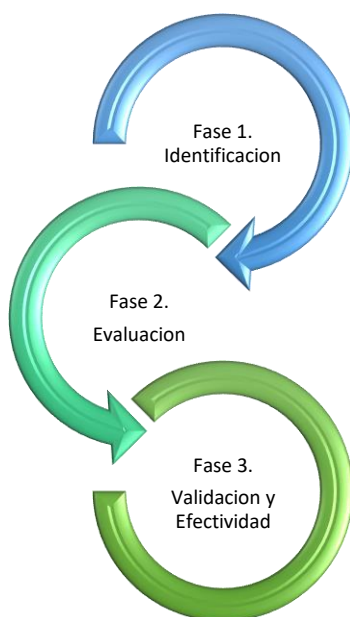 Fase 1.
Identificacion
Fase 2.
Evaluacion
Fase 3.
Validacion y
Efectividad